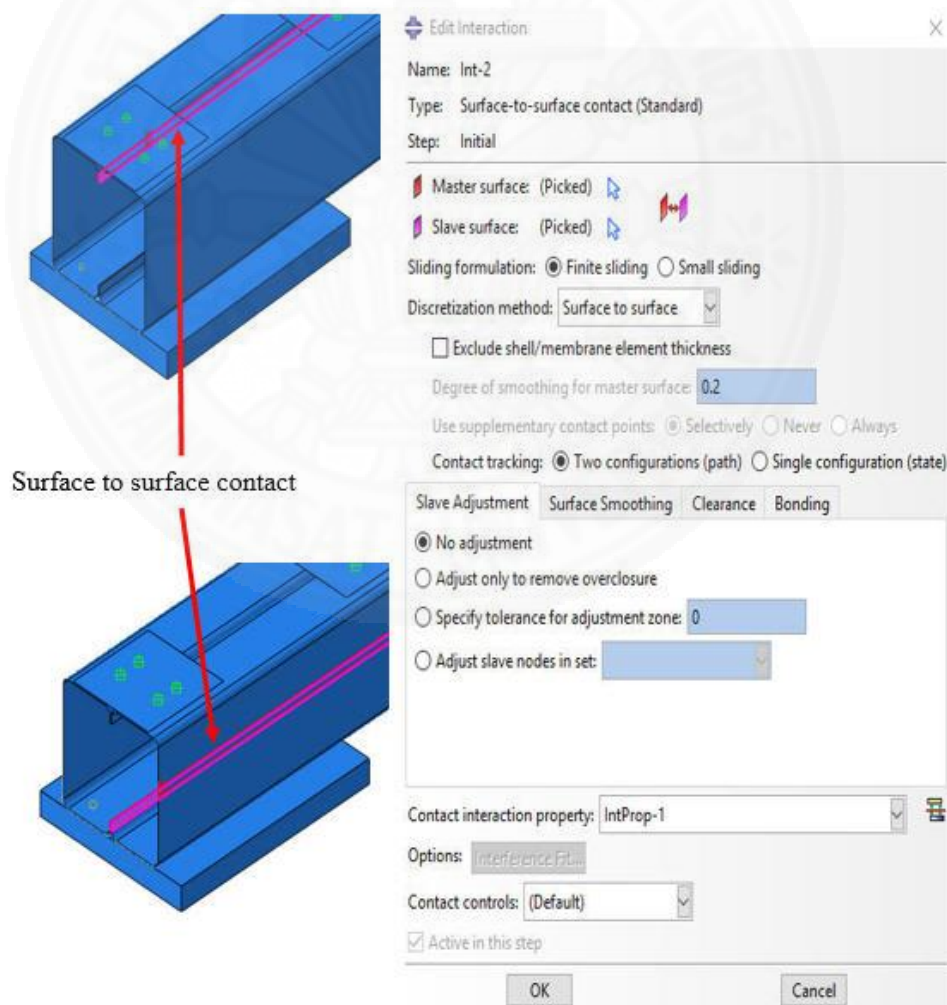 Edit Interaction
Name: Int-2
Type: Surface-to-surface contact (Standard)
Step: Initial
Master surface: (Picked)
Slave surface: (Picked)
Sliding formulation: Finite sliding Small sliding
Discretization method: Surface to surface
Exclude shell/membrane element thickness
Degree of smoothing for master surface: 0.2
Use supplementary contact points: Selectively Never Always
Contact tracking: Two configurations (path) Single configuration (state)
Surface to surface contact
Slave Adjustment Surface Smoothing Clearance Bonding
No adjustment
Adjust only to remove overclosure
Specify tolerance for adjustment zone: 0
Adjust slave nodes in set:
Contact interaction property: IntProp-1
Options: Interference Fit...
Contact controls: (Default)
Active in this step
OK Cancel